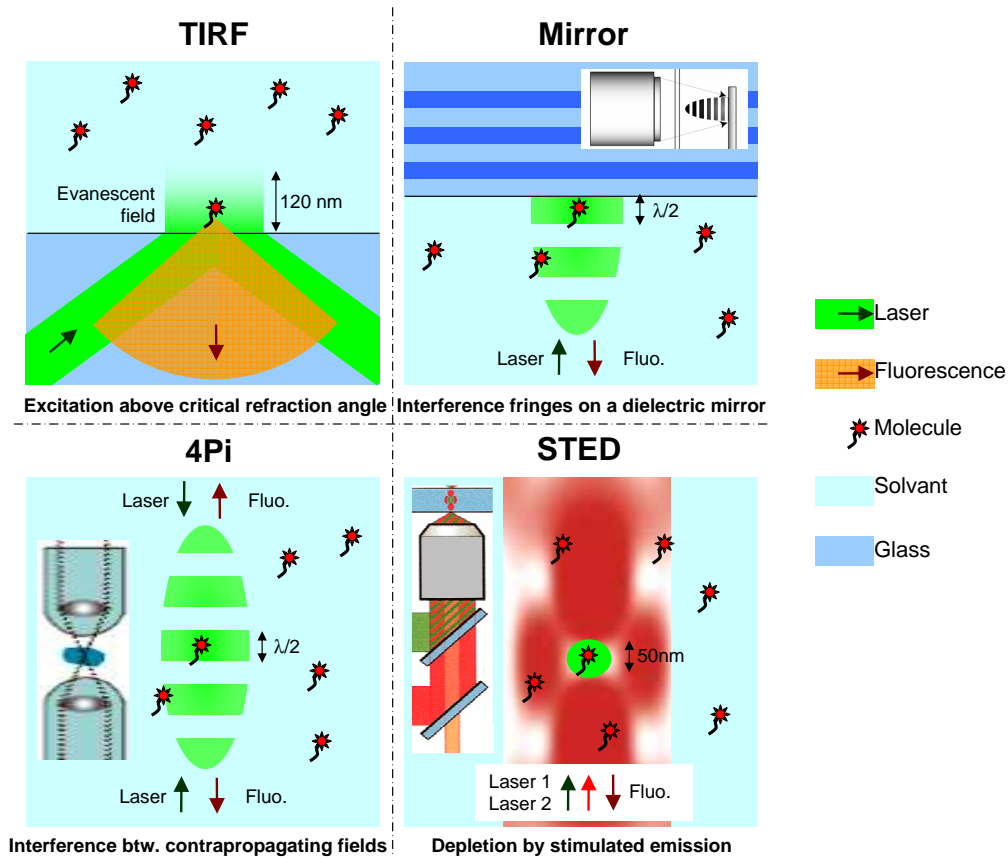 TIRF
Evanescent
field
120 nm
Excitation above critical refraction angle
Mirror
λ/2
Laser
Fluo.
Interference fringes on a dielectric mirror
4Pi
Laser
Fluo.
λ/2
Laser
Fluo.
Interference btw. contrapropagating fields
STED
50nm
Laser 1
Laser 2
Fluo.
Depletion by stimulated emission
Laser
Fluorescence
Molecule
Solvant
Glass